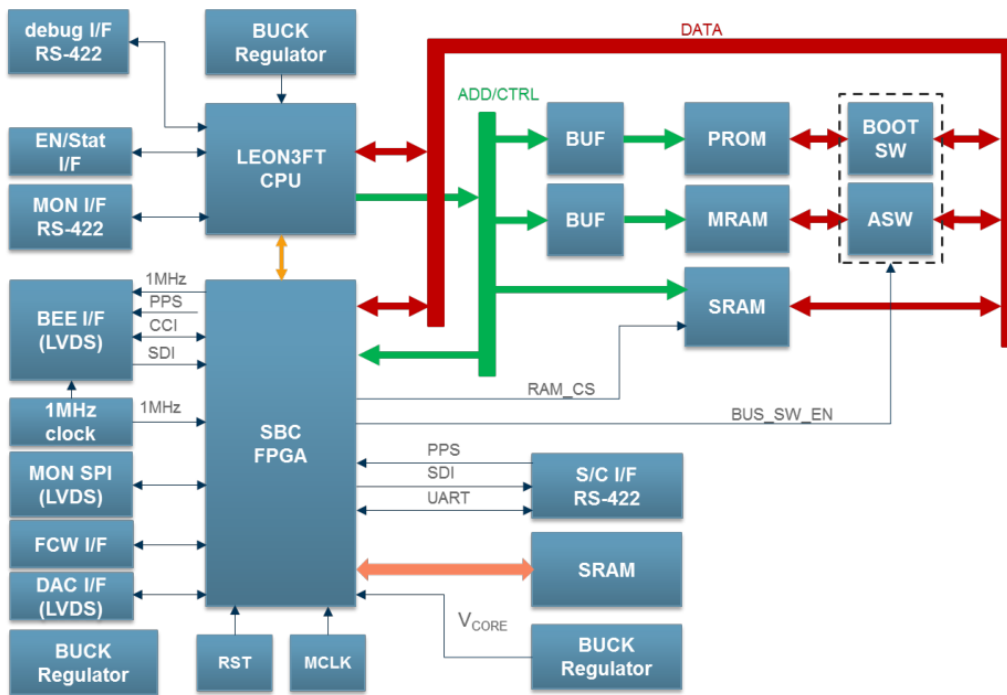 debug I/F
RS-422
BUCK
Regulator
DATA
ADD/CTRL
EN/Stat
I/F
LEON3FT
CPU
BUF
PROM
BOOT
SW
MON I/F
RS-422
BUF
MRAM
ASW
1MHz
PPS
CCI
SDI
BEE I/F
(LVDS)
SRAM
RAM_CS
BUS_SW_EN
1MHz
clock
1MHz
SBC
FPGA
PPS
SDI
UART
S/C I/F
RS-422
MON SPI
(LVDS)
FCW I/F
SRAM
DAC I/F
(LVDS)
VCORE
BUCK
Regulator
RST
MCLK
BUCK
Regulator